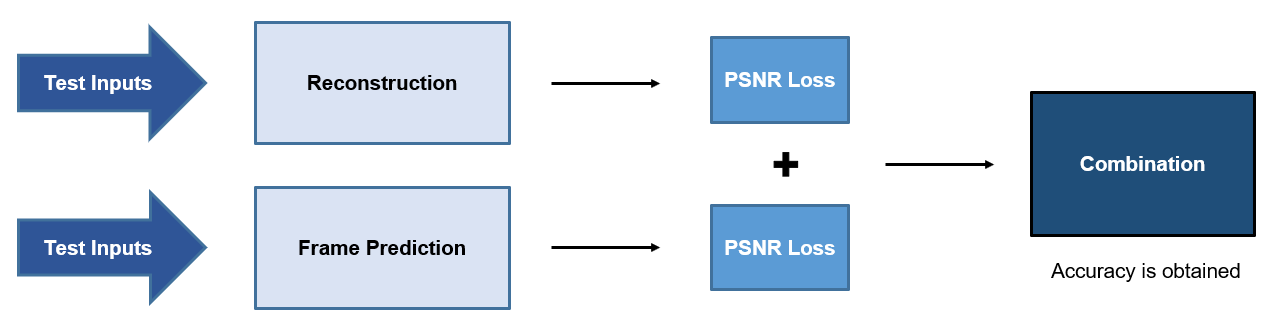 Test Inputs
Reconstruction
PSNR Loss
Test Inputs
Frame Prediction
PSNR Loss
Combination
Accuracy is obtained